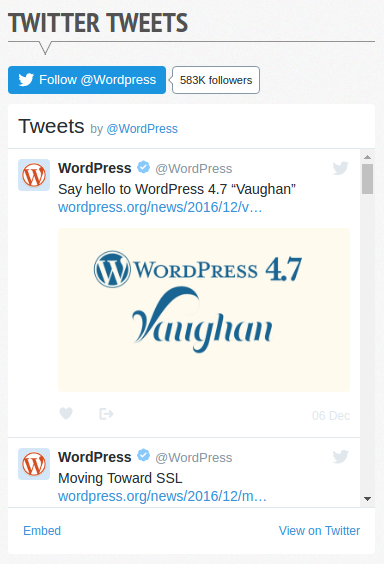 TWITTER TWEETS
Follow @Wordpress
583K followers
Tweets by @WordPress
WordPress @WordPress
Say hello to WordPress 4.7 “Vaughan”
wordpress.org/news/2016/12/v…
WORDPRESS 4.7
Vaughan
06 Dec
WordPress @WordPress
Moving Toward SSL
wordpress.org/news/2016/12/m…
Embed
View on Twitter